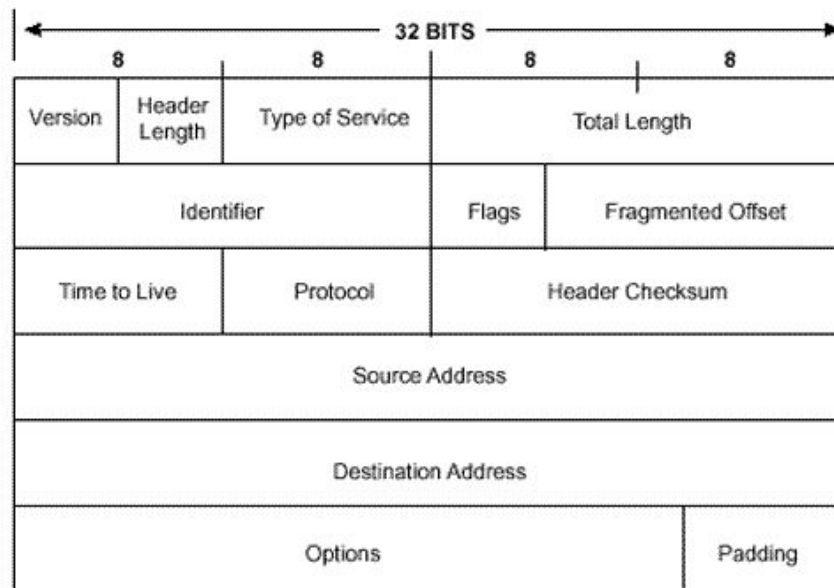 32 BITS
8 8 8 8
Version Header Length Type of Service Total Length
Identifier Flags Fragmented Offset
Time to Live Protocol Header Checksum
Source Address
Destination Address
Options Padding